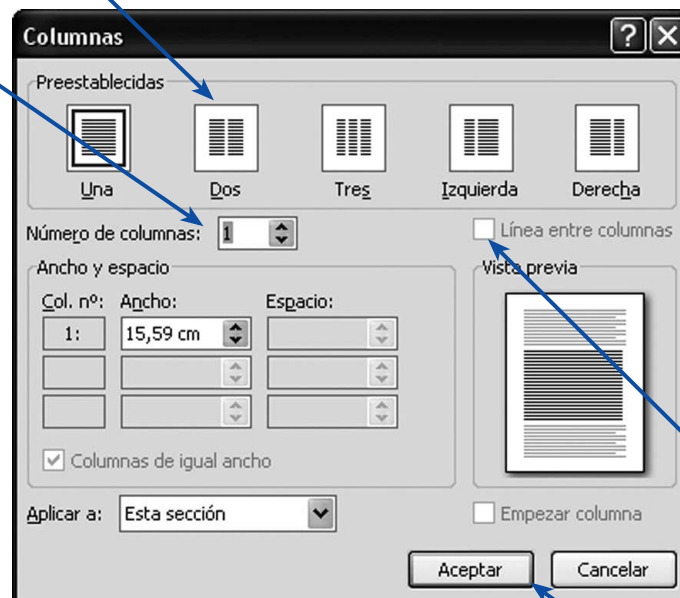 Columnas
Preestablecidas
Una Dos Tres Izquierda Derecha
Número de columnas: 1 Línea entre columnas
Ancho y espacio Vista previa
Col. nº: Ancho: Espacio:
1: 15,59 cm
Columnas de igual ancho
Aplicar a: Esta sección Empezar columna
Aceptar Cancelar